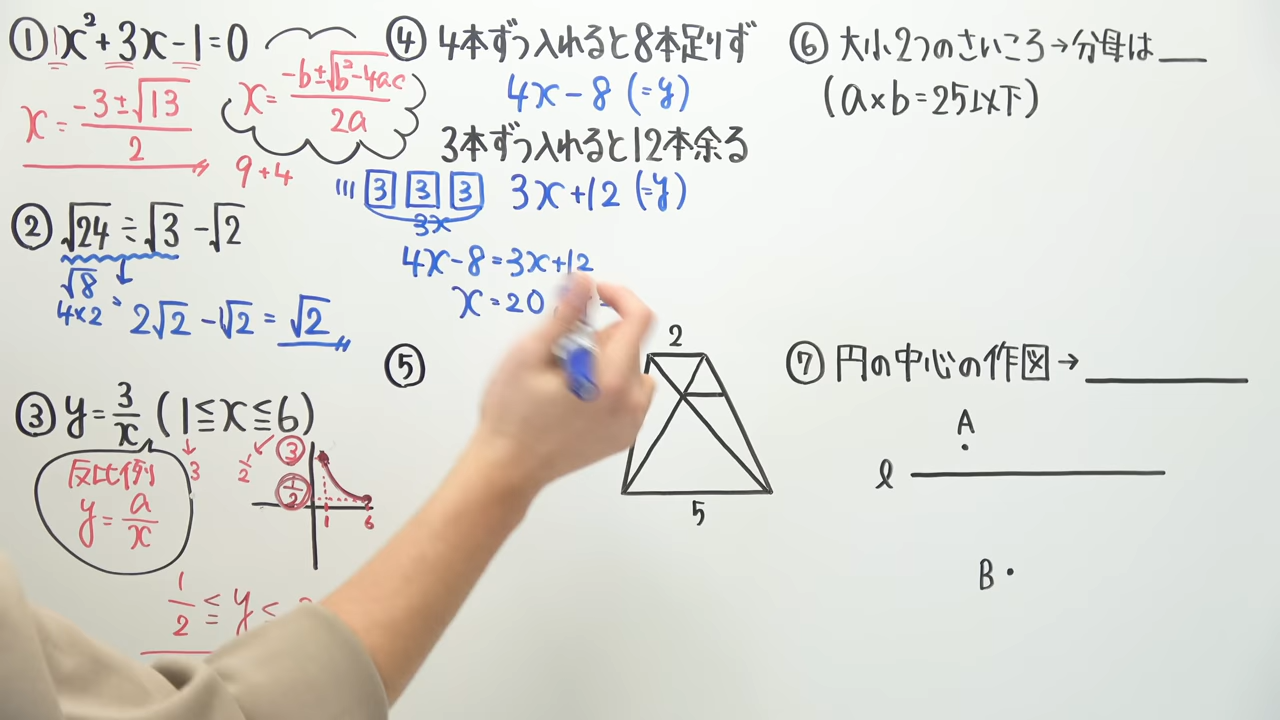 ① 1x²+3x-1=0
x=(-3±√13)/2
x=(-b±√b²-4ac)/2a
9+4
② √24÷√3-√2
√8
4×2
=2√2-1√2=√2
③ y=3/x (1≦x≦6)
3
1/2
③
1/2
反比例
y=a/x
1
6
1/2≦y≦
④ 4本ずつ入れると8本足りず
4x-8 (=y)
3本ずつ入れると12本余る
3 3 3 3x+12 (=y)
3x
4x-8=3x+12
x=20
⑤
2
5
⑥ 大小2つのさいころ→分母は
(a×b=25以下)
⑦ 円の中心の作図→
A
ℓ
B